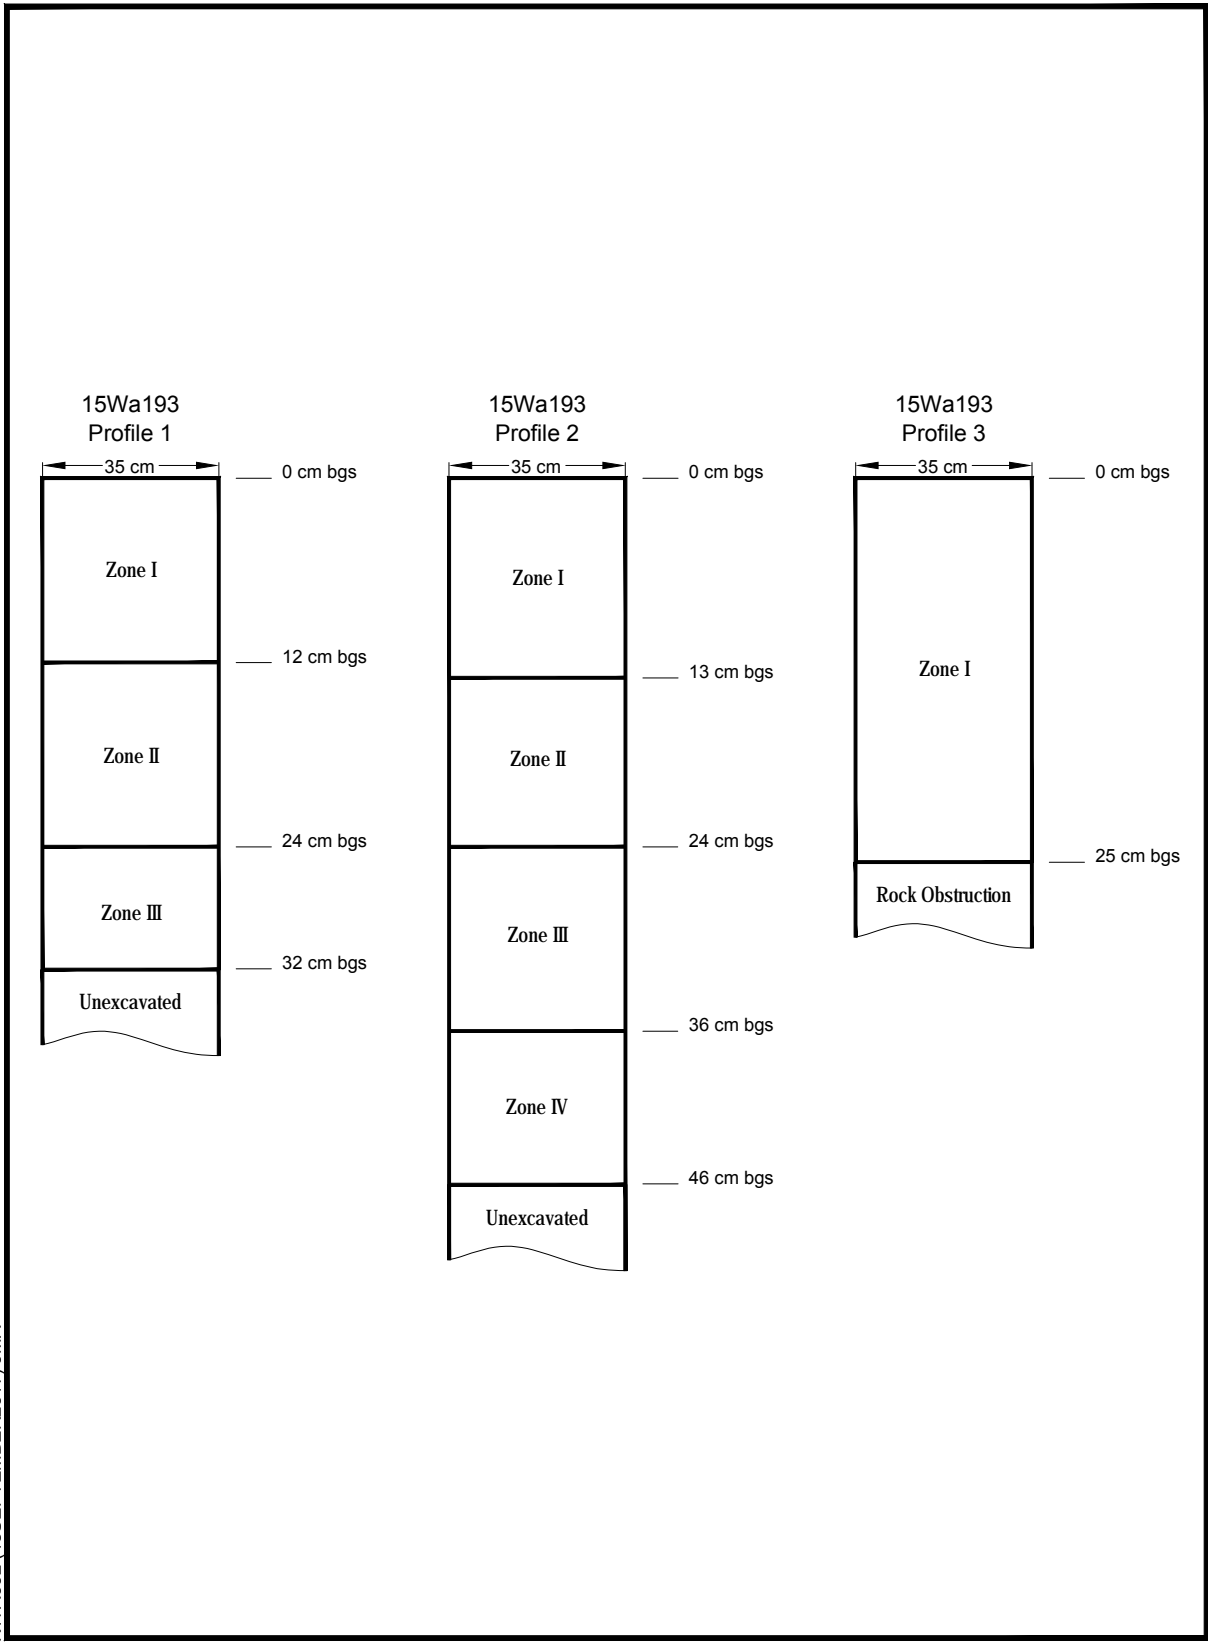 15Wa193
Profile 1
35 cm
0 cm bgs
Zone I
12 cm bgs
Zone II
24 cm bgs
Zone III
32 cm bgs
Unexcavated
15Wa193
Profile 2
35 cm
0 cm bgs
Zone I
13 cm bgs
Zone II
24 cm bgs
Zone III
36 cm bgs
Zone IV
46 cm bgs
Unexcavated
15Wa193
Profile 3
35 cm
0 cm bgs
Zone I
25 cm bgs
Rock Obstruction